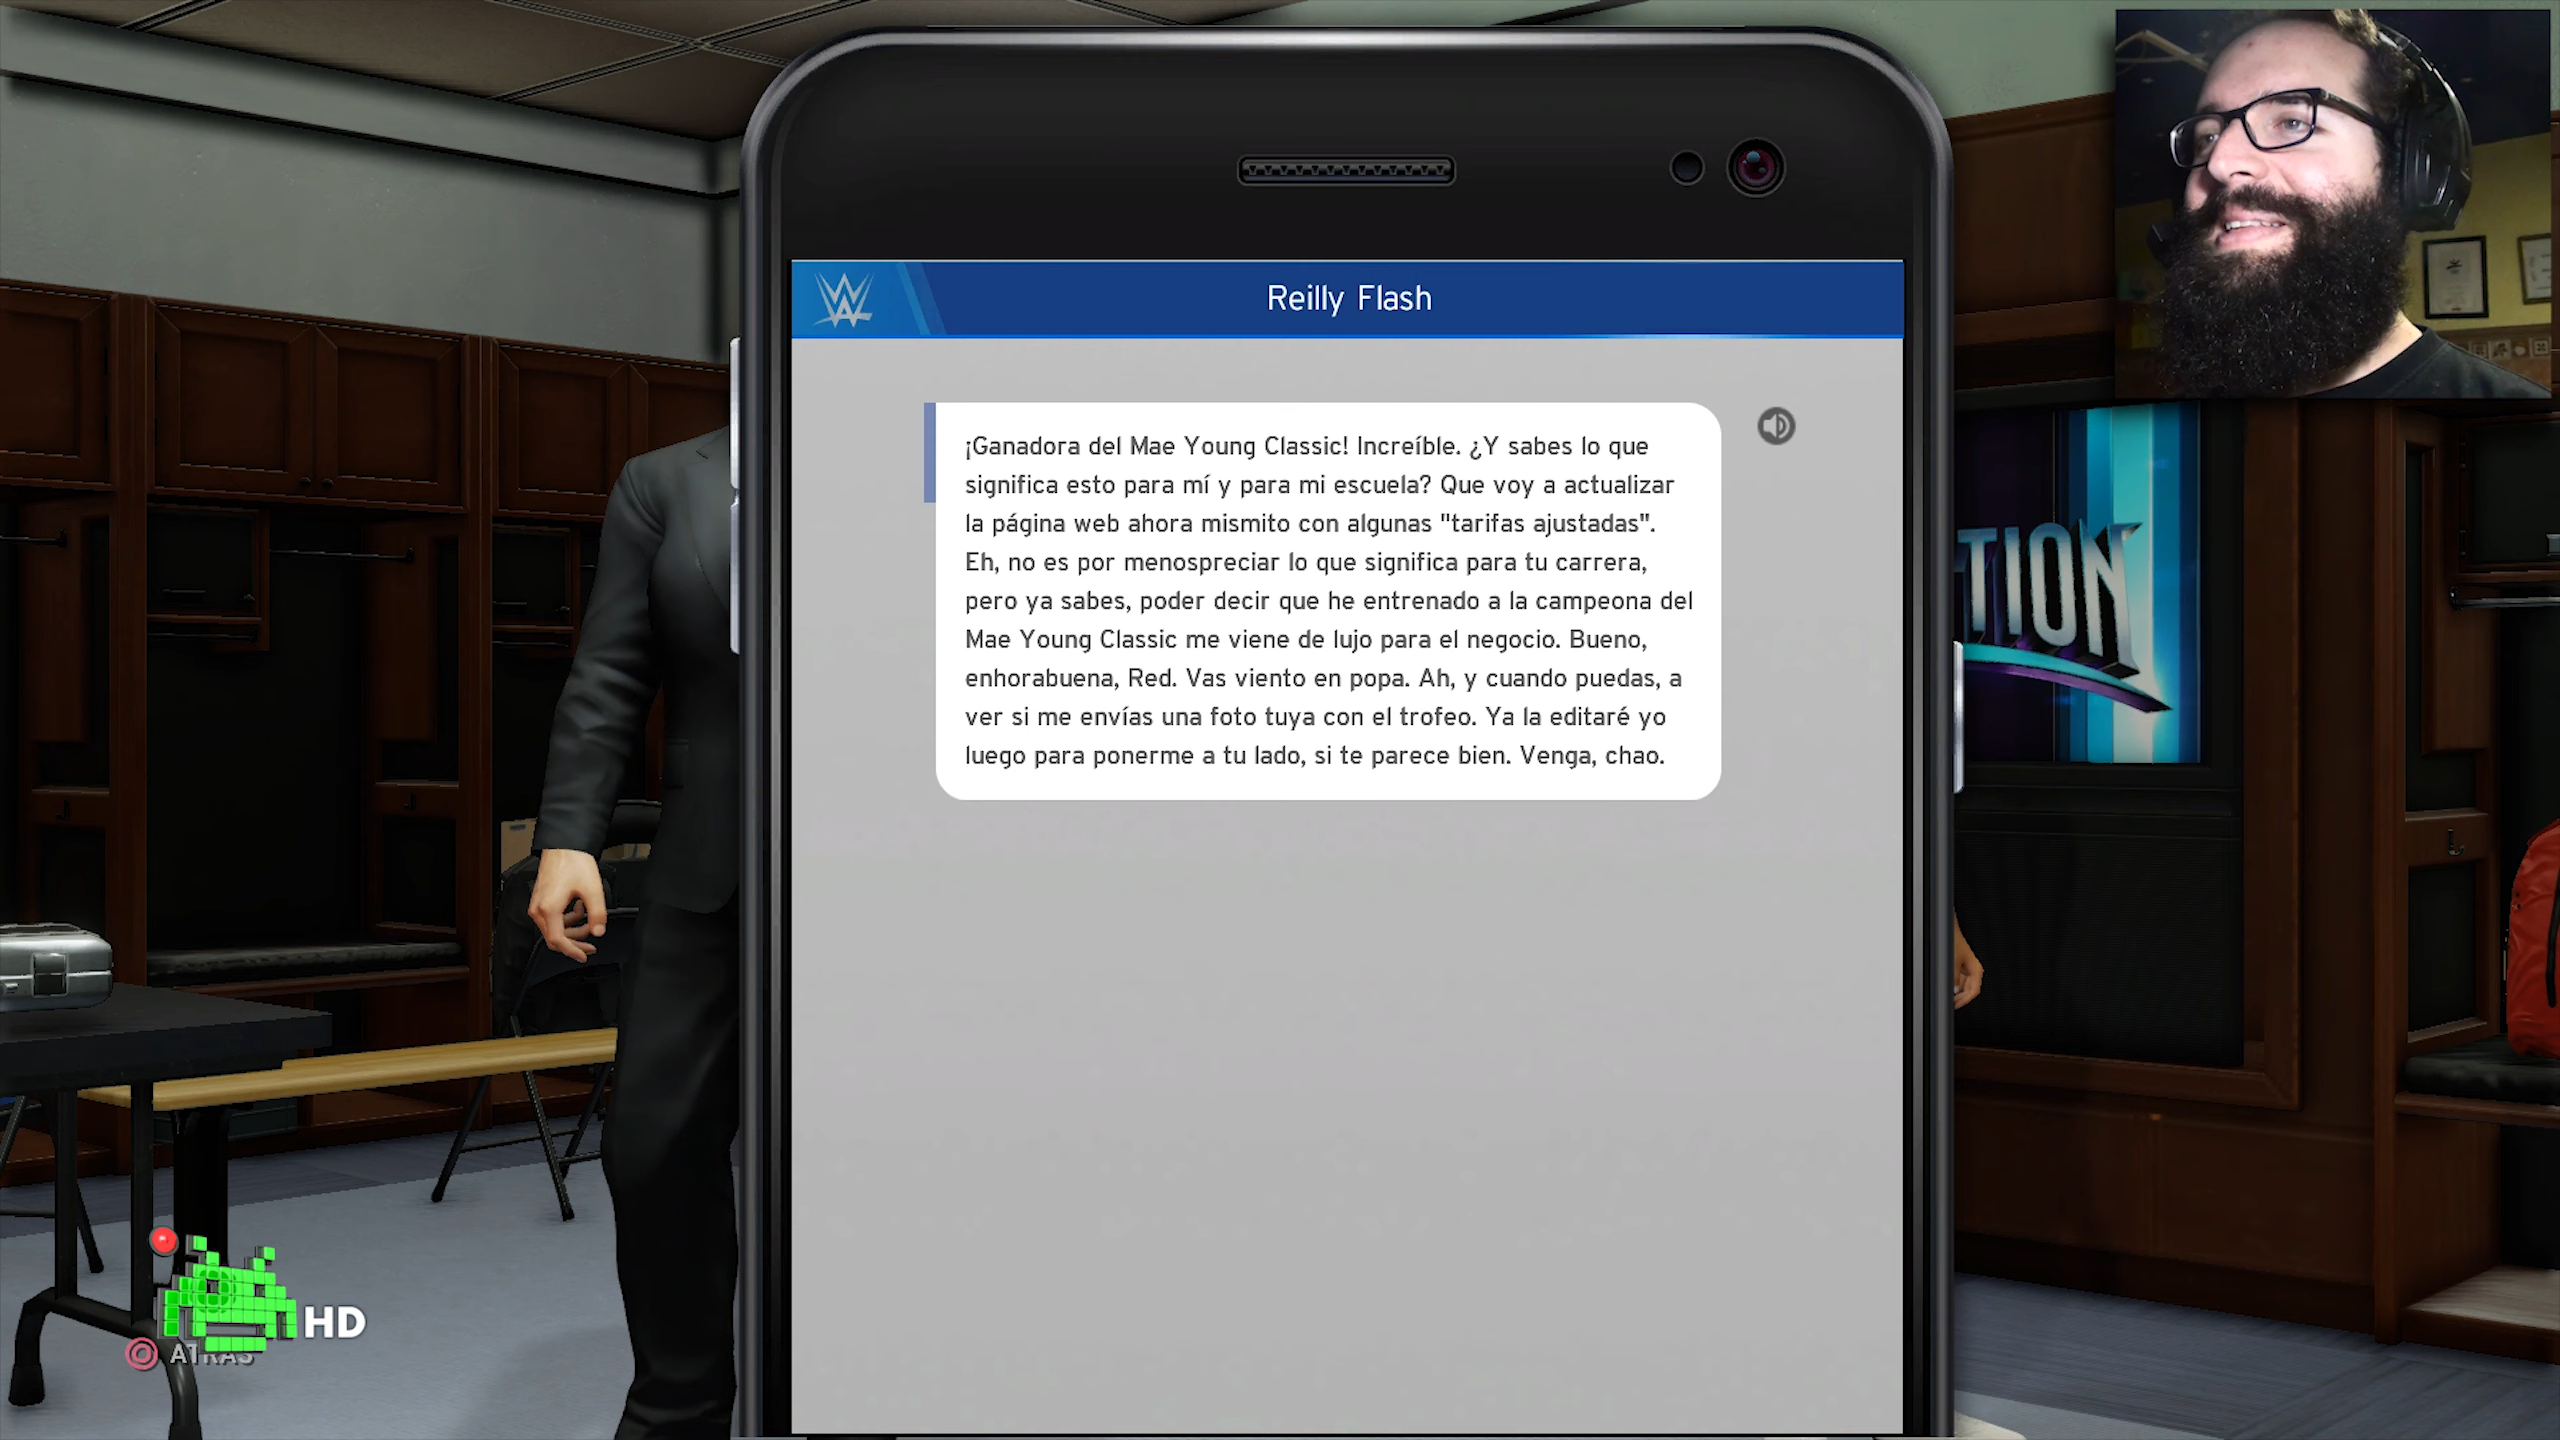 Reilly Flash
¡Ganadora del Mae Young Classic! Increíble. ¿Y sabes lo que
significa esto para mí y para mi escuela? Que voy a actualizar
la página web ahora mismito con algunas "tarifas ajustadas".
Eh, no es por menospreciar lo que significa para tu carrera,
pero ya sabes, poder decir que he entrenado a la campeona del
Mae Young Classic me viene de lujo para el negocio. Bueno,
enhorabuena, Red. Vas viento en popa. Ah, y cuando puedas, a
ver si me envías una foto tuya con el trofeo. Ya la editaré yo
luego para ponerme a tu lado, si te parece bien. Venga, chao.
TION
HD
ATRÁS